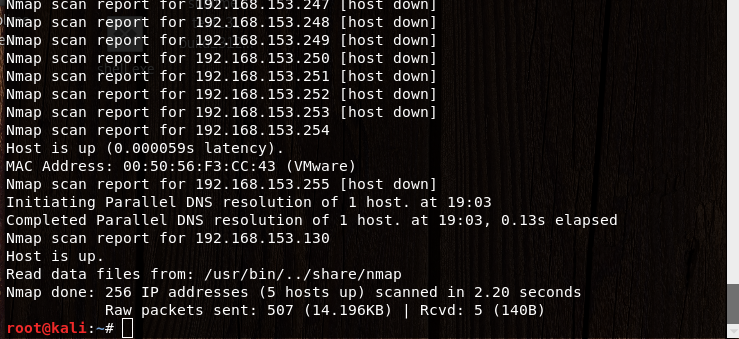 Nmap scan report for 192.168.153.247 [host down]
Nmap scan report for 192.168.153.248 [host down]
Nmap scan report for 192.168.153.249 [host down]
Nmap scan report for 192.168.153.250 [host down]
Nmap scan report for 192.168.153.251 [host down]
Nmap scan report for 192.168.153.252 [host down]
Nmap scan report for 192.168.153.253 [host down]
Nmap scan report for 192.168.153.254
Host is up (0.000059s latency).
MAC Address: 00:50:56:F3:CC:43 (VMware)
Nmap scan report for 192.168.153.255 [host down]
Initiating Parallel DNS resolution of 1 host. at 19:03
Completed Parallel DNS resolution of 1 host. at 19:03, 0.13s elapsed
Nmap scan report for 192.168.153.130
Host is up.
Read data files from: /usr/bin/../share/nmap
Nmap done: 256 IP addresses (5 hosts up) scanned in 2.20 seconds
Raw packets sent: 507 (14.196KB) | Rcvd: 5 (140B)
root@kali:~#